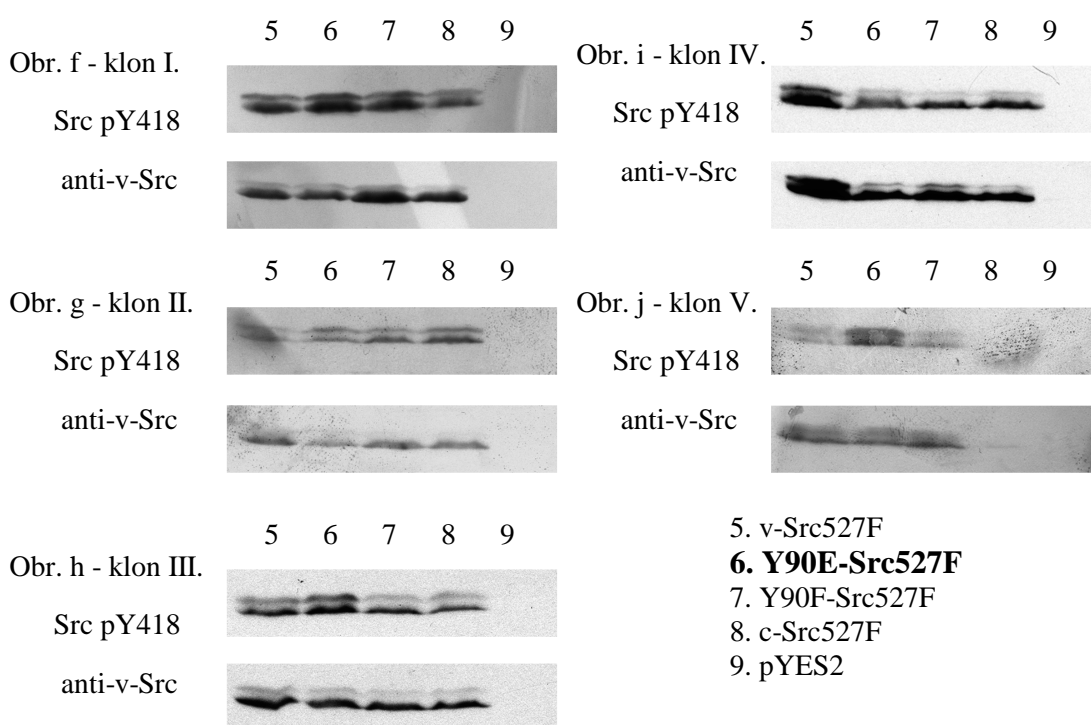 5 6 7 8 9
Obr. f - klon I.
Src pY418
anti-v-Src
5 6 7 8 9
Obr. i - klon IV.
Src pY418
anti-v-Src
5 6 7 8 9
Obr. g - klon II.
Src pY418
anti-v-Src
5 6 7 8 9
Obr. j - klon V.
Src pY418
anti-v-Src
5 6 7 8 9
Obr. h - klon III.
Src pY418
anti-v-Src
5. v-Src527F
6. Y90E-Src527F
7. Y90F-Src527F
8. c-Src527F
9. pYES2